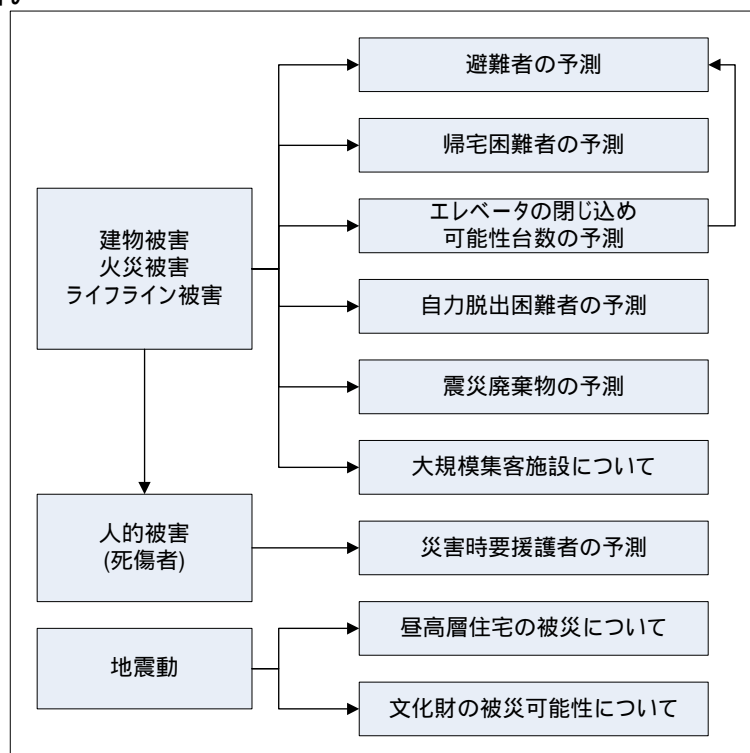 避難者の予測
帰宅困難者の予測
エレベータの閉じ込め
可能性台数の予測
建物被害
火災被害
ライフライン被害
自力脱出困難者の予測
震災廃棄物の予測
大規模集客施設について
人的被害
(死傷者)
災害時要援護者の予測
昼高層住宅の被災について
地震動
文化財の被災可能性について